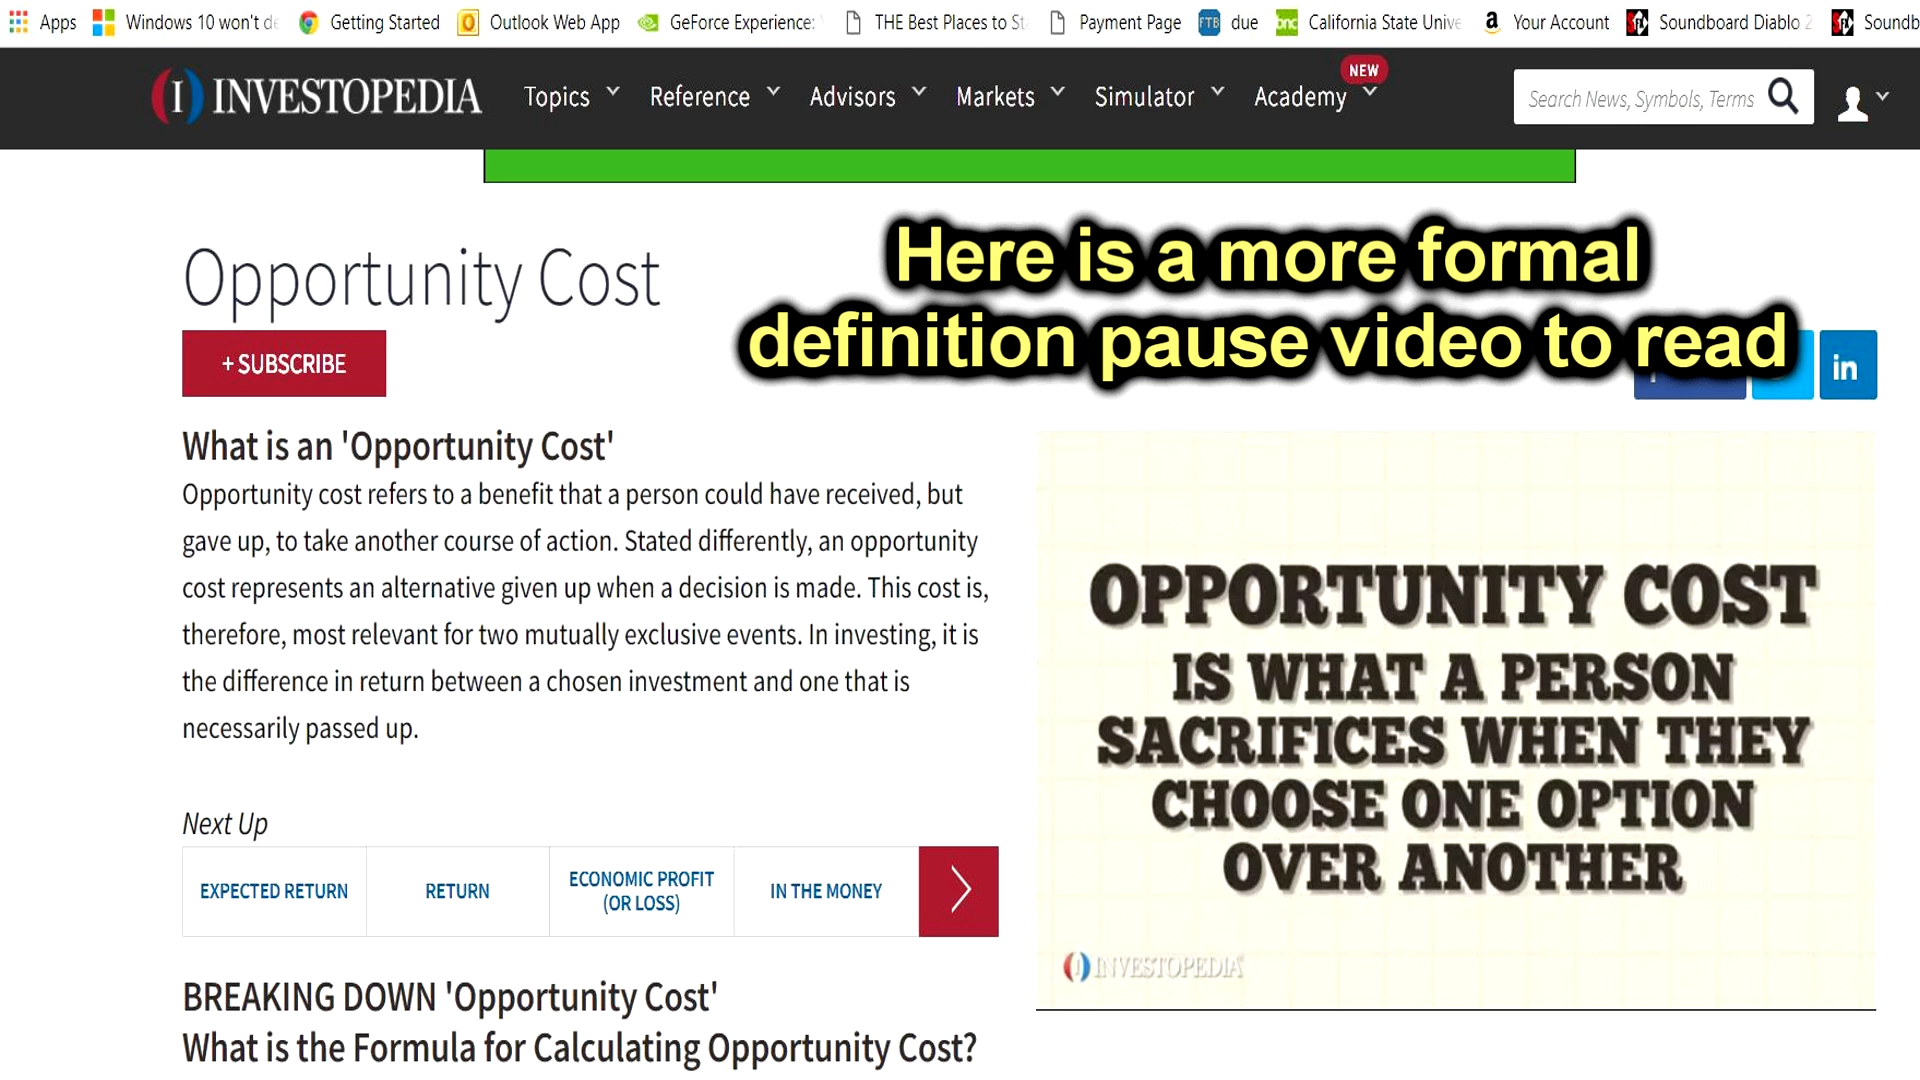 Apps Windows 10 won't de Getting Started Outlook Web App GeForce Experience: THE Best Places to St Payment Page FTB due bnc California State Unive Your Account Soundboard Diablo 2 Soundb
NEW
INVESTOPEDIA Topics Reference Advisors Markets Simulator Academy Search News, Symbols, Terms
Here is a more formal
definition pause video to read
Opportunity Cost
+ SUBSCRIBE
in
What is an 'Opportunity Cost'
Opportunity cost refers to a benefit that a person could have received, but
gave up, to take another course of action. Stated differently, an opportunity
cost represents an alternative given up when a decision is made. This cost is,
therefore, most relevant for two mutually exclusive events. In investing, it is
the difference in return between a chosen investment and one that is
necessarily passed up.
OPPORTUNITY COST
IS WHAT A PERSON
SACRIFICES WHEN THEY
CHOOSE ONE OPTION
OVER ANOTHER
INVESTOPEDIA
Next Up
EXPECTED RETURN
RETURN
ECONOMIC PROFIT
(OR LOSS)
IN THE MONEY
BREAKING DOWN 'Opportunity Cost'
What is the Formula for Calculating Opportunity Cost?